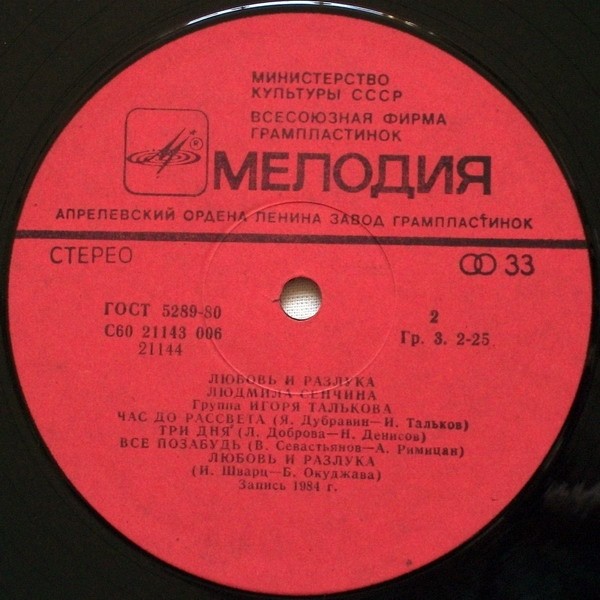 МИНИСТЕРСТВО
КУЛЬТУРЫ СССР
ВСЕСОЮЗНАЯ ФИРМА
ГРАМПЛАСТИНОК
МЕЛОДИЯ
АПРЕЛЕВСКИЙ ОРДЕНА ЛЕНИНА ЗАВОД ГРАМПЛАСТИНОК
СТЕРЕО
33
ГОСТ 5289-80
С60 21143 006
21144
2
Гр. 3. 2-25
ЛЮБОВЬ И РАЗЛУКА
ЛЮДМИЛА СЕНЧИНА
Группа ИГОРЯ ТАЛЬКОВА
ЧАС ДО РАССВЕТА (Я. Дубравин—И. Тальков)
ТРИ ДНЯ (Л. Доброва—Н. Денисов)
ВСЕ ПОЗАБУДЬ (В. Севастьянов—А. Римицан)
ЛЮБОВЬ И РАЗЛУКА
(И. Шварц—Б. Окуджава)
Запись 1984 г.